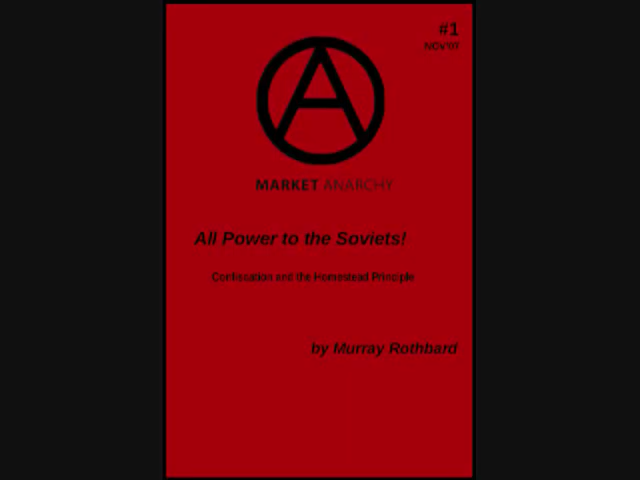 #1
NOV'07
MARKET ANARCHY
All Power to the Soviets!
Confiscation and the Homestead Principle
by Murray Rothbard